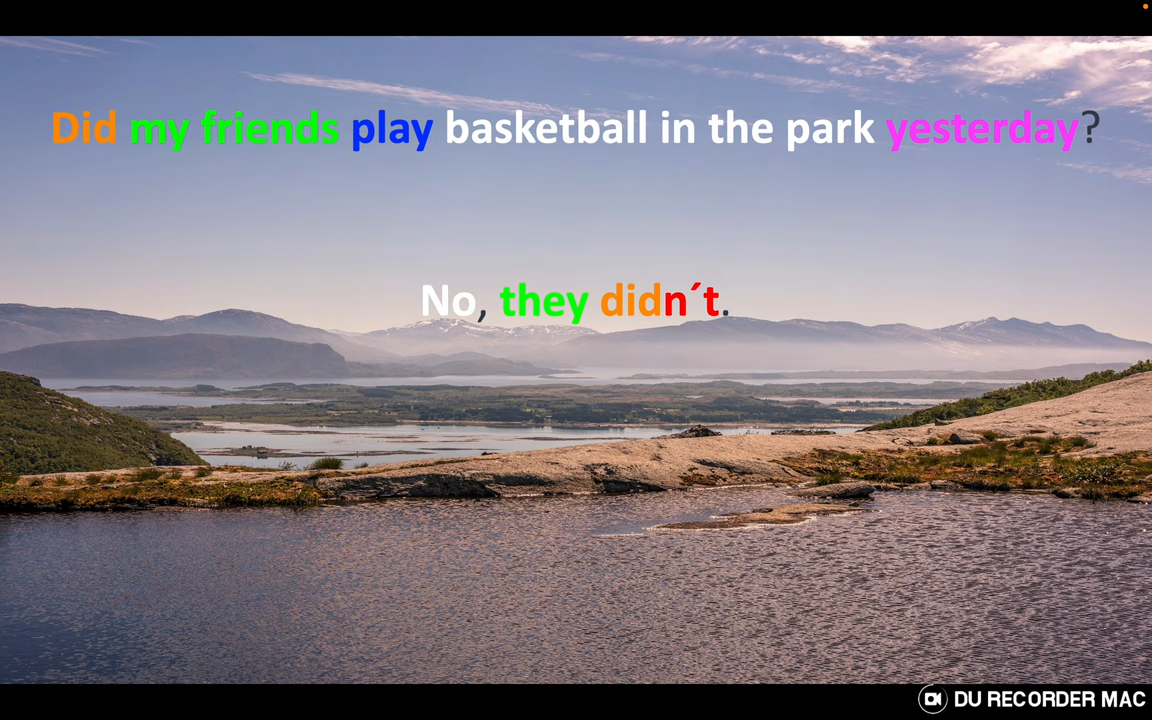 Did my friends play basketball in the park yesterday?
No, they didn´t.
DU RECORDER MAC